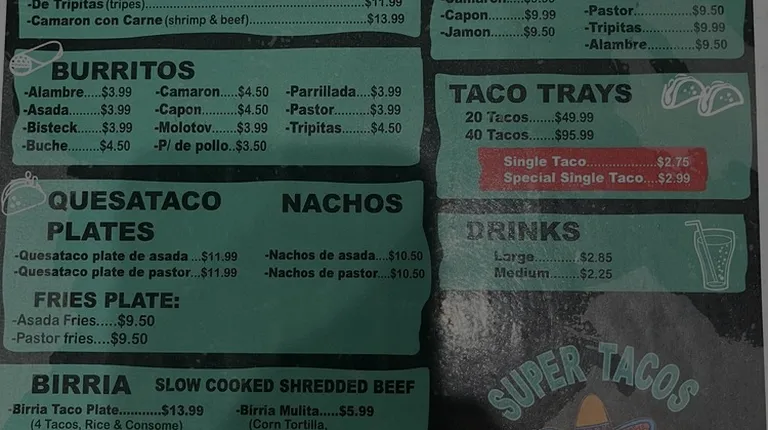 -De Tripitas (tripes)...$11.99
-Camaron con Carne (shrimp & beef)...$13.99
BURRITOS
-Alambre.....$3.99 -Camaron....$4.50 -Parrillada....$3.99
-Asada........$3.99 -Capon........$4.50 -Pastor........$3.99
-Bisteck......$3.99 -Molotov...$3.99 -Tripitas......$4.50
-Buche.......$4.50 -P/ de pollo..$3.50
QUESATACO PLATES
-Quesataco plate de asada ...$11.99
-Quesataco plate de pastor...$11.99
NACHOS
-Nachos de asada....$10.50
-Nachos de pastor....$10.50
FRIES PLATE:
-Asada Fries.....$9.50
-Pastor fries....$9.50
BIRRIA SLOW COOKED SHREDDED BEEF
-Birria Taco Plate...........$13.99
(4 Tacos, Rice & Consome)
-Birria Mulita.....$5.99
(Corn Tortilla,
-Capon.........$9.99
-Jamon.........$9.50
-Pastor...........$9.50
-Tripitas..........$9.99
-Alambre..........$9.50
TACO TRAYS
20 Tacos.......$49.99
40 Tacos.......$95.99
Single Taco......................$2.75
Special Single Taco....$2.99
DRINKS
Large...........$2.85
Medium........$2.25
SUPER TACOS